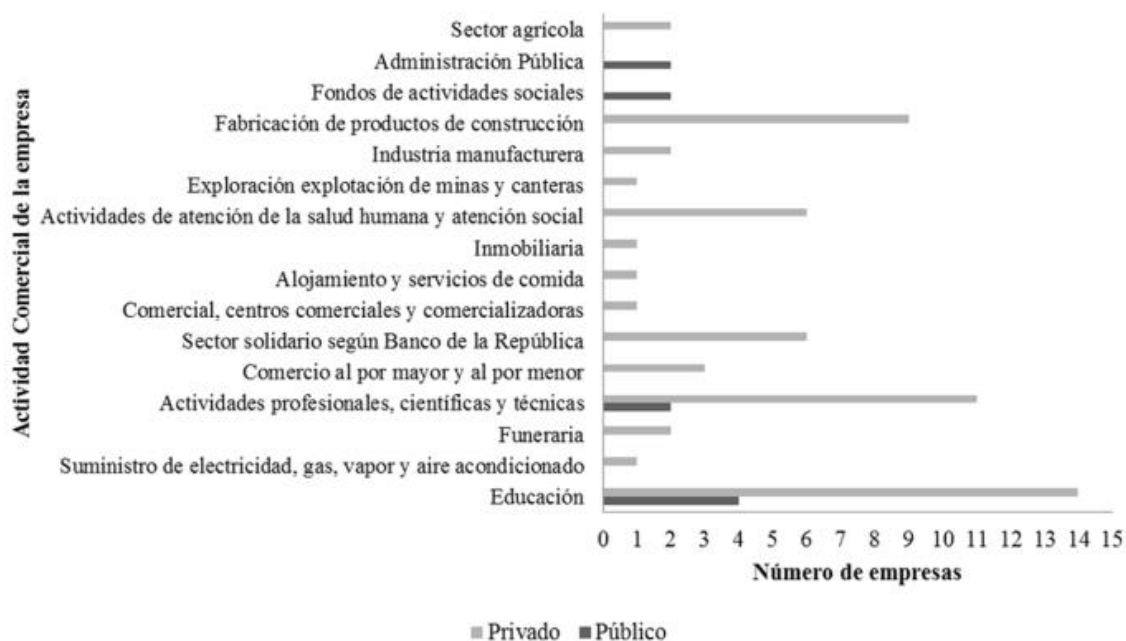 Actividad Comercial de la empresa
Sector agrícola
Administración Pública
Fondos de actividades sociales
Fabricación de productos de construcción
Industria manufacturera
Exploración explotación de minas y canteras
Actividades de atención de la salud humana y atención social
Inmobiliaria
Alojamiento y servicios de comida
Comercial, centros comerciales y comercializadoras
Sector solidario según Banco de la República
Comercio al por mayor y al por menor
Actividades profesionales, científicas y técnicas
Funeraria
Suministro de electricidad, gas, vapor y aire acondicionado
Educación
0 1 2 3 4 5 6 7 8 9 10 11 12 13 14 15
Número de empresas
Privado Público